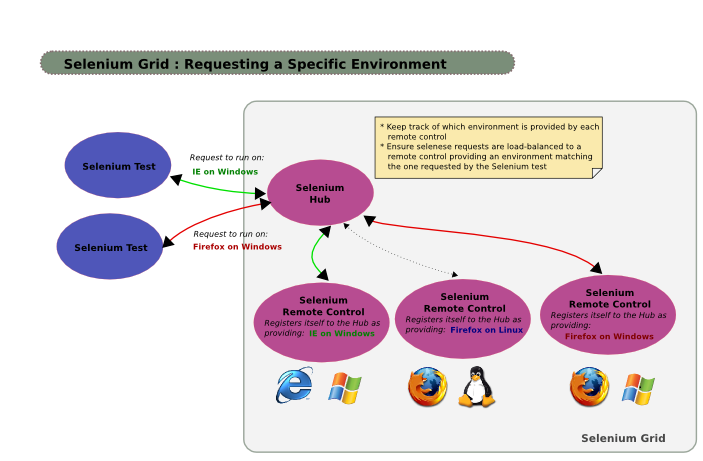 Selenium Grid : Requesting a Specific Environment
* Keep track of which environment is provided by each
remote control
* Ensure selenese requests are load-balanced to a
remote control providing an environment matching
the one requested by the Selenium test
Selenium Test
Request to run on:
IE on Windows
Selenium
Hub
Selenium Test
Request to run on:
Firefox on Windows
Selenium
Remote Control
Registers itself to the Hub as
providing: IE on Windows
Selenium
Remote Control
Registers itself to the Hub as
providing: Firefox on Linux
Selenium
Remote Control
Registers itself to the Hub as
providing:
Firefox on Windows
Selenium Grid